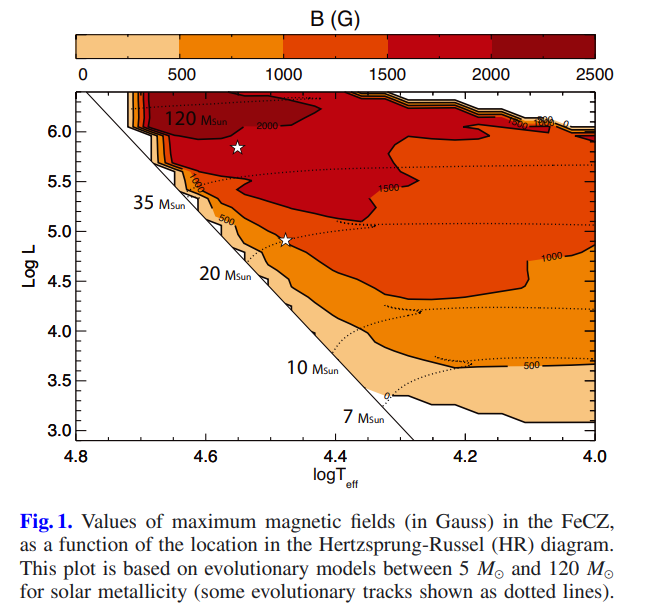 B (G)
0 500 1000 1500 2000 2500
120 MSun
2000
1500 1000 500 0
6.0
1000
5.5
1500
35 MSun
500
5.0
Log L
1000
20 MSun
4.5
4.0
10 MSun
500
3.5
0
7 MSun
3.0
4.8 4.6 4.4 4.2 4.0
logTeff
Fig. 1. Values of maximum magnetic fields (in Gauss) in the FeCZ,
as a function of the location in the Hertzsprung-Russel (HR) diagram.
This plot is based on evolutionary models between 5 M⊙ and 120 M⊙
for solar metallicity (some evolutionary tracks shown as dotted lines).